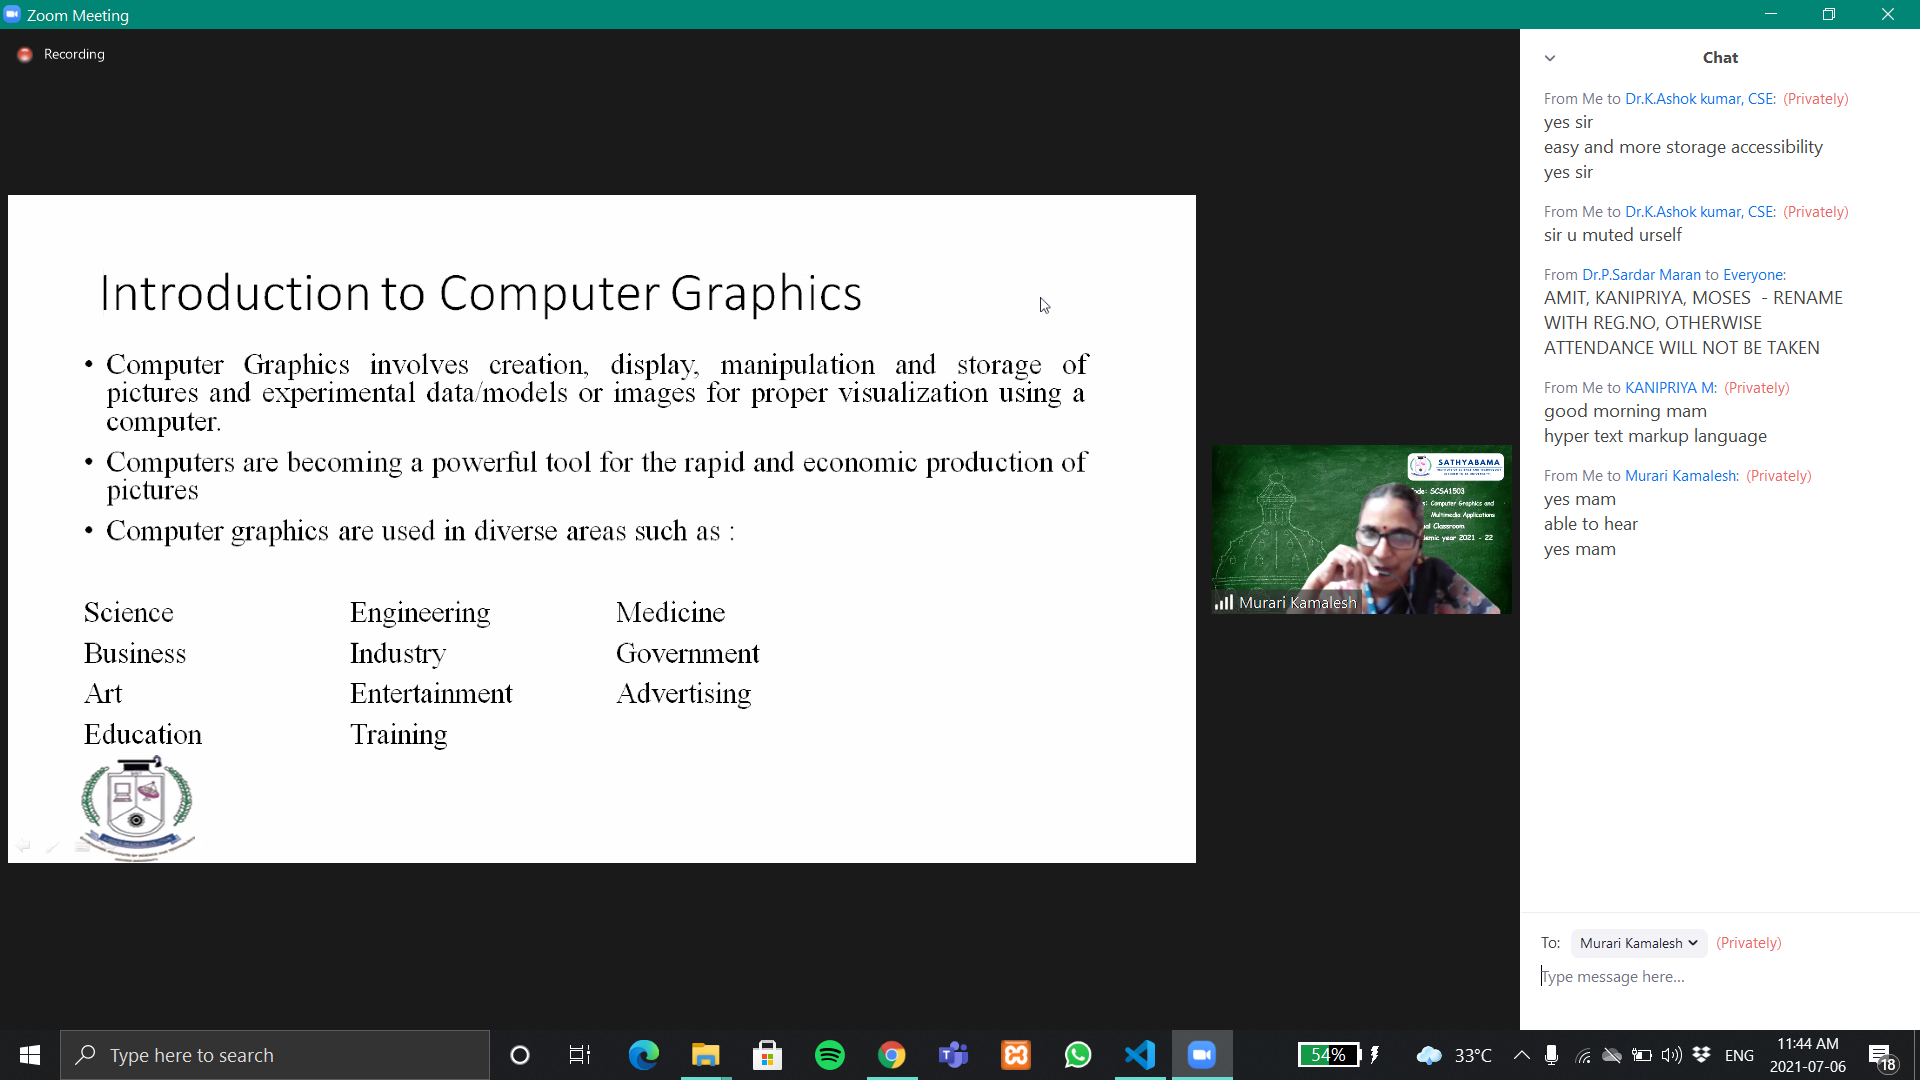 Zoom Meeting
Recording
Introduction to Computer Graphics
• Computer Graphics involves creation, display, manipulation and storage of
pictures and experimental data/models or images for proper visualization using a
computer.
• Computers are becoming a powerful tool for the rapid and economic production of
pictures
• Computer graphics are used in diverse areas such as :
Science Engineering Medicine
Business Industry Government
Art Entertainment Advertising
Education Training
SATHYABAMA
SCSA1503
Computer Graphics and
Multimedia Applications
Classroom
year 2021 - 22
Murari Kamalesh
Chat
From Me to Dr.K.Ashok kumar, CSE: (Privately)
yes sir
easy and more storage accessibility
yes sir
From Me to Dr.K.Ashok kumar, CSE: (Privately)
sir u muted urself
From Dr.P.Sardar Maran to Everyone:
AMIT, KANIPRIYA, MOSES - RENAME
WITH REG.NO, OTHERWISE
ATTENDANCE WILL NOT BE TAKEN
From Me to KANIPRIYA M: (Privately)
good morning mam
hyper text markup language
From Me to Murari Kamalesh: (Privately)
yes mam
able to hear
yes mam
To: Murari Kamalesh (Privately)
Type message here...
Type here to search
54%
33°C
ENG
11:44 AM
2021-07-06
18